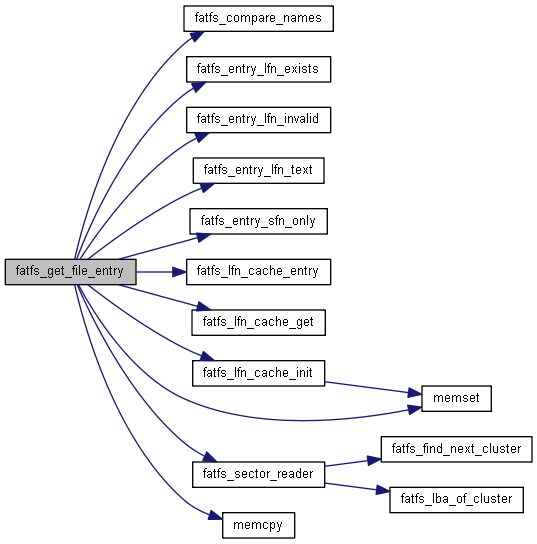 fatfs_compare_names
fatfs_entry_lfn_exists
fatfs_entry_lfn_invalid
fatfs_entry_lfn_text
fatfs_entry_sfn_only
fatfs_get_file_entry
fatfs_lfn_cache_entry
fatfs_lfn_cache_get
fatfs_lfn_cache_init
memset
fatfs_find_next_cluster
fatfs_sector_reader
fatfs_lba_of_cluster
memcpy